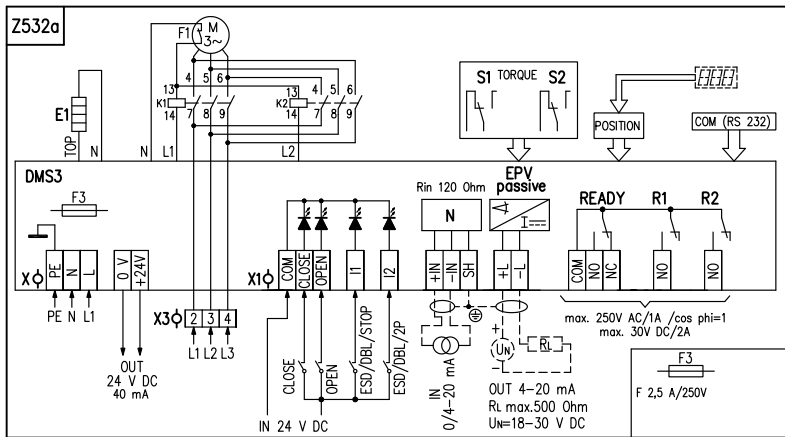 Z532a
F1
M
3~
4 5 6
13
K1
14
7 8 9
13
K2
14
4 5 6
7 8 9
E1
TOP
N
N
L1
L2
S1 TORQUE S2
POSITION
COM (RS 232)
DMS3
F3
Rin 120 Ohm
N
EPV
passive
READY R1 R2
X
PE
N
L
0 V
+24V
X1
COM
CLOSE
OPEN
I1
I2
+IN
-IN
SH
+L
-L
COM
NO
NC
NO
NO
PE N L1
X3
2 3 4
L1 L2 L3
OUT
24 V DC
40 mA
CLOSE
OPEN
ESD/DBL/STOP
ESD/DBL/2P
IN 24 V DC
IN
0/4-20 mA
+
UN
-
RL
OUT 4-20 mA
RL max.500 Ohm
UN=18-30 V DC
max. 250V AC/1A /cos phi=1
max. 30V DC/2A
F3
F 2,5 A/250V